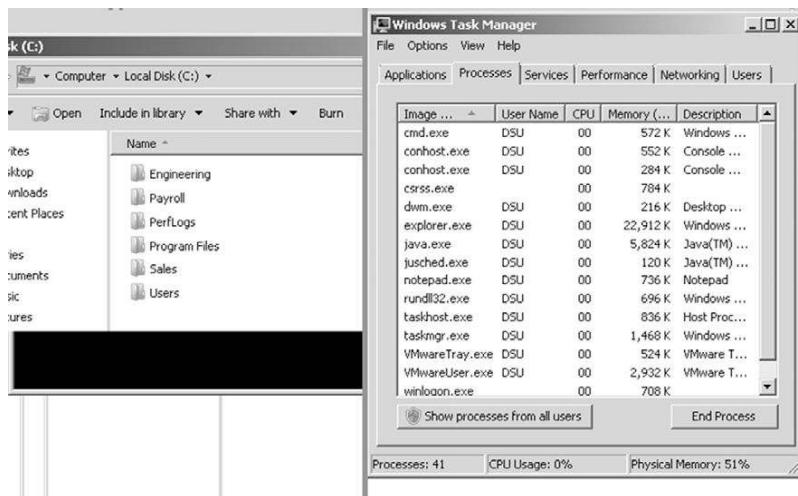 sk (C:)
Computer Local Disk (C:)
Open Include in library Share with Burn
rites
sktop
wnloads
cent Places
ries
cuments
sic
tures
Name
Engineering
Payroll
PerfLogs
Program Files
Sales
Users
Windows Task Manager
File Options View Help
Applications Processes Services Performance Networking Users
Image ... User Name CPU Memory (... Description
cmd.exe DSU 00 572 K Windows ...
conhost.exe DSU 00 552 K Console ...
conhost.exe DSU 00 284 K Console ...
csrss.exe 00 784 K
dwm.exe DSU 00 216 K Desktop ...
explorer.exe DSU 00 22,912 K Windows ...
java.exe DSU 00 5,824 K Java(TM) ...
jusched.exe DSU 00 120 K Java(TM) ...
notepad.exe DSU 00 736 K Notepad
rundll32.exe DSU 00 696 K Windows ...
taskhost.exe DSU 00 836 K Host Proc...
taskmgr.exe DSU 00 1,468 K Windows ...
VMwareTray.exe DSU 00 524 K VMware T...
VMwareUser.exe DSU 00 2,932 K VMware T...
winlogon.exe 00 708 K
Show processes from all users End Process
Processes: 41 CPU Usage: 0% Physical Memory: 51%